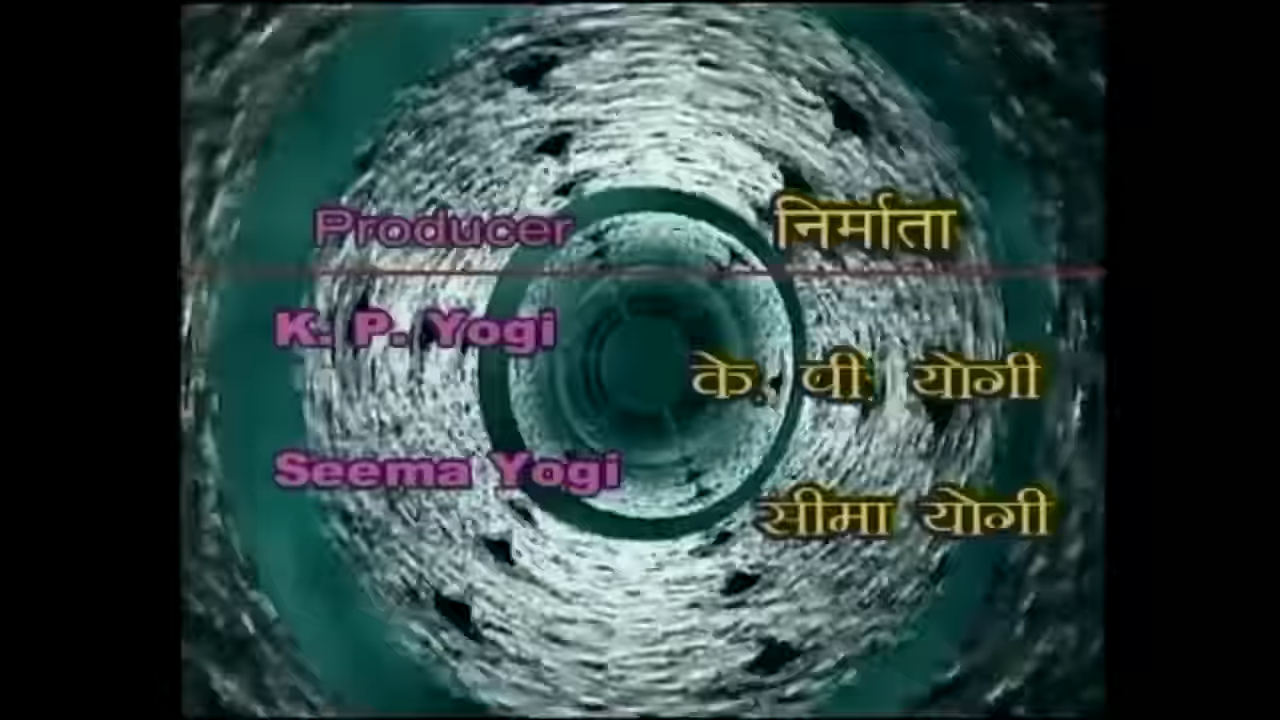 Producer निर्माता
K. P. Yogi
के. पी. योगी
Seema Yogi
सीमा योगी